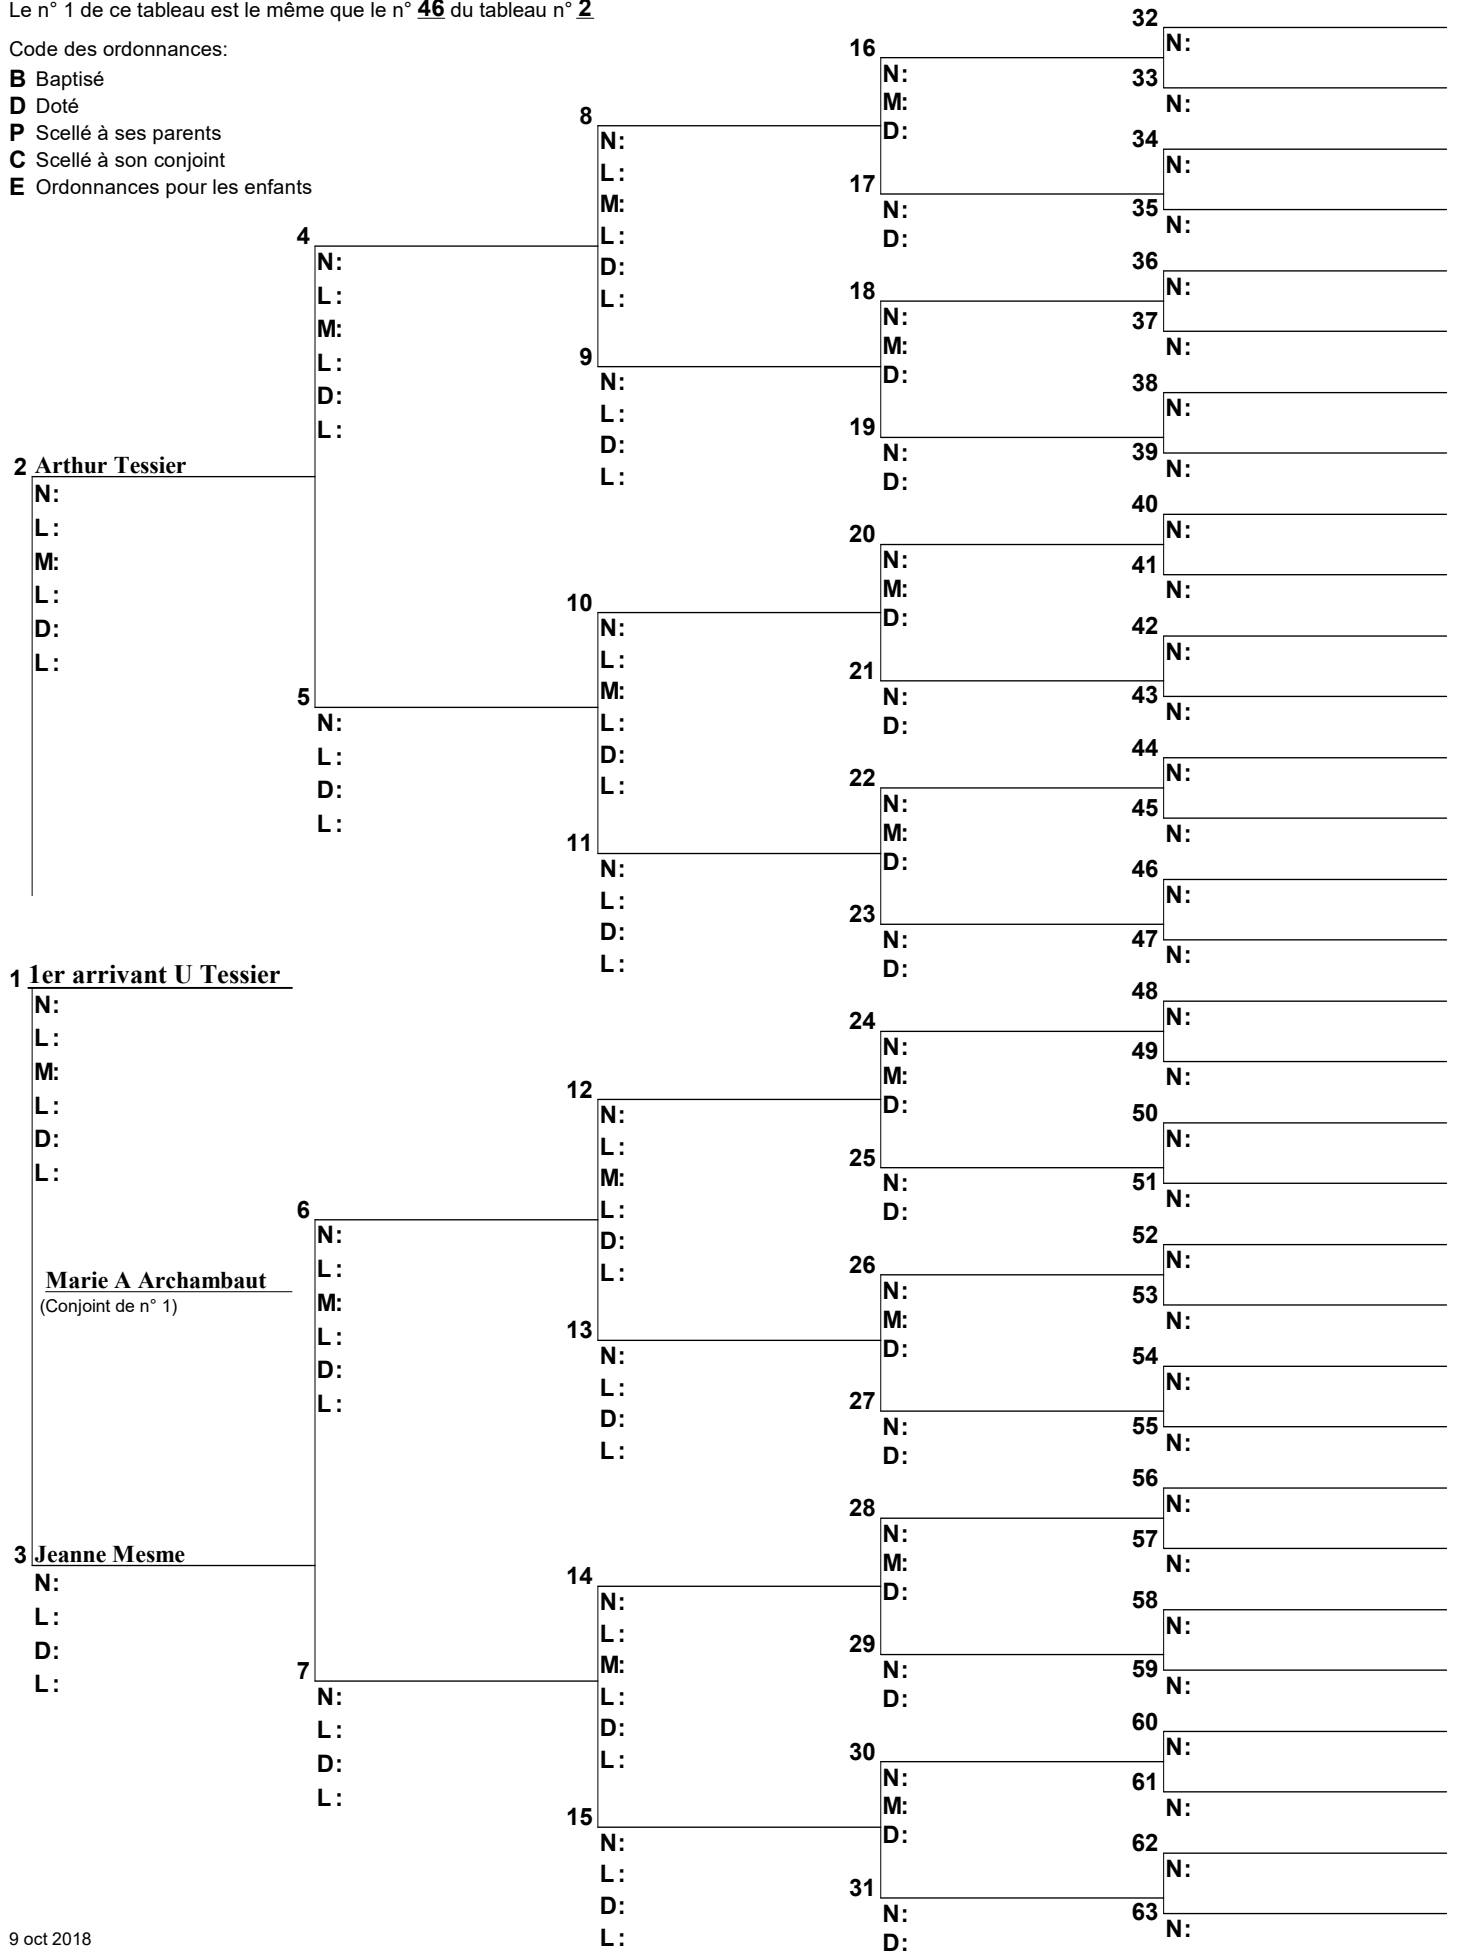 Le n° 1 de ce tableau est le même que le n° 46 du tableau n° 2
Code des ordonnances:
B Baptisé
D Doté
P Scellé à ses parents
C Scellé à son conjoint
E Ordonnances pour les enfants
2 Arthur Tessier
N:
L:
M:
L:
D:
L:
1 1er arrivant U Tessier
N:
L:
M:
L:
D:
L:
Marie A Archambaut
(Conjoint de n° 1)
3 Jeanne Mesme
N:
L:
D:
L:
4
N:
L:
M:
L:
D:
L:
5
N:
L:
D:
L:
6
N:
L:
M:
L:
D:
L:
7
N:
L:
D:
L:
8
N:
L:
M:
L:
D:
L:
9
N:
L:
D:
L:
10
N:
L:
M:
L:
D:
L:
11
N:
L:
D:
L:
12
N:
L:
M:
L:
D:
L:
13
N:
L:
D:
L:
14
N:
L:
M:
L:
D:
L:
15
N:
L:
D:
L:
16
N:
M:
D:
17
N:
D:
18
N:
M:
D:
19
N:
D:
20
N:
M:
D:
21
N:
D:
22
N:
M:
D:
23
N:
D:
24
N:
M:
D:
25
N:
D:
26
N:
M:
D:
27
N:
D:
28
N:
M:
D:
29
N:
D:
30
N:
M:
D:
31
N:
D:
32
N:
33
N:
34
N:
35
N:
36
N:
37
N:
38
N:
39
N:
40
N:
41
N:
42
N:
43
N:
44
N:
45
N:
46
N:
47
N:
48
N:
49
N:
50
N:
51
N:
52
N:
53
N:
54
N:
55
N:
56
N:
57
N:
58
N:
59
N:
60
N:
61
N:
62
N:
63
N:
9 oct 2018